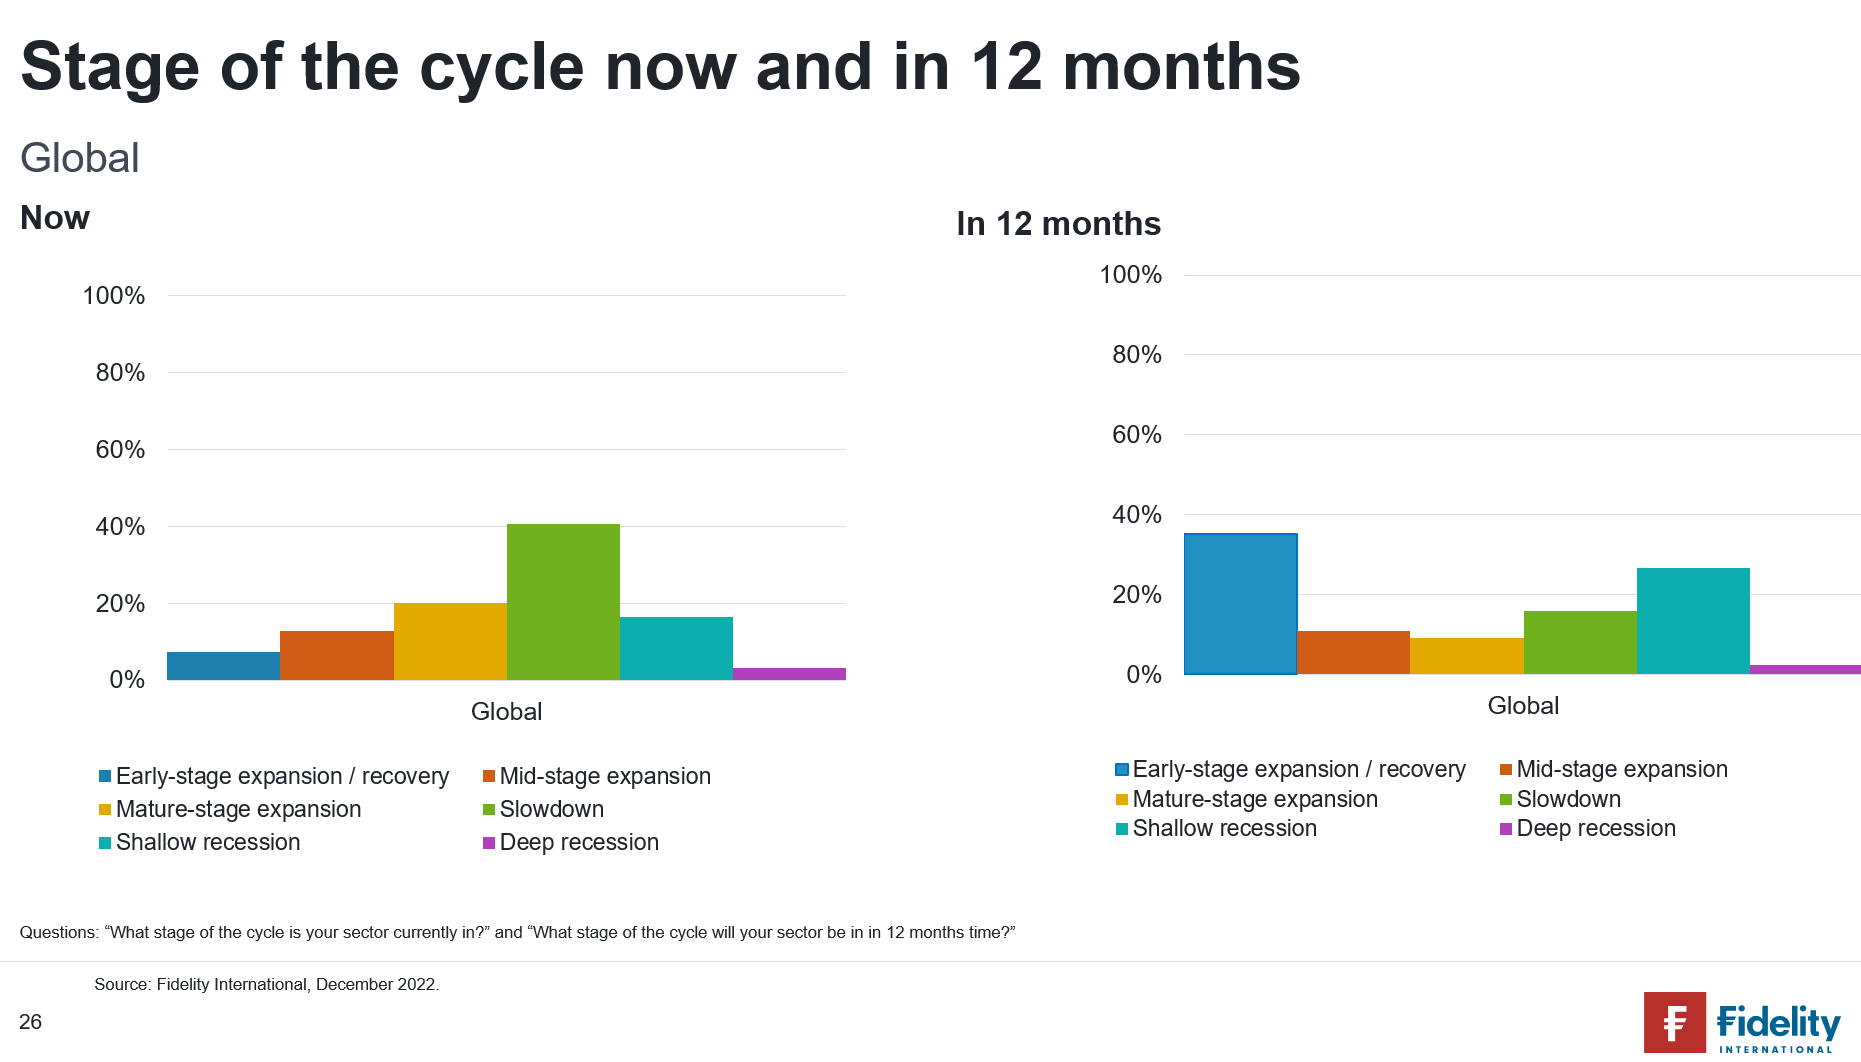 Stage of the cycle now and in 12 months
Global
Now
100%
80%
60%
40%
20%
0%
Global
Early-stage expansion / recovery
Mid-stage expansion
Mature-stage expansion
Slowdown
Shallow recession
Deep recession
In 12 months
100%
80%
60%
40%
20%
0%
Global
Early-stage expansion / recovery
Mid-stage expansion
Mature-stage expansion
Slowdown
Shallow recession
Deep recession
Questions: “What stage of the cycle is your sector currently in?” and “What stage of the cycle will your sector be in in 12 months time?”
Source: Fidelity International, December 2022.
26
Fidelity
INTERNATIONAL